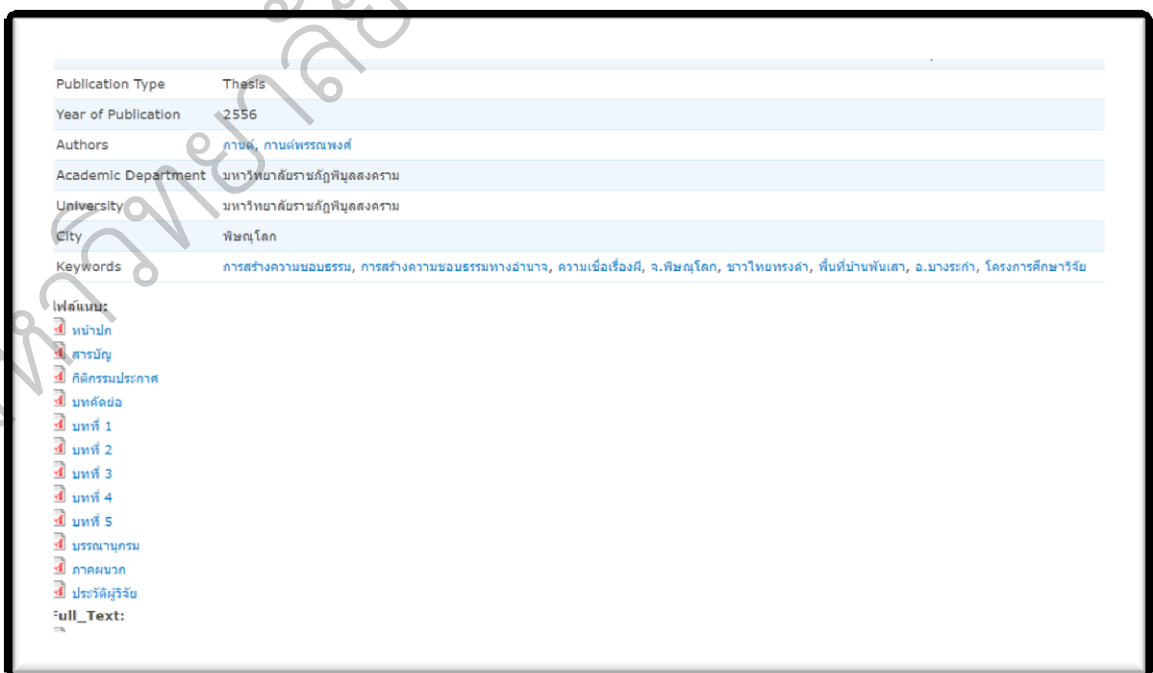 Publication Type Thesis
Year of Publication 2556
Authors กานต์, กานต์พรรณพงศ์
Academic Department มหาวิทยาลัยราชภัฏพิบูลสงคราม
University มหาวิทยาลัยราชภัฏพิบูลสงคราม
City พิษณุโลก
Keywords การสร้างความชอบธรรม, การสร้างความชอบธรรมทางอำนาจ, ความเชื่อเรื่องผี, จ.พิษณุโลก, ชาวไทยทรงดำ, พื้นที่บ้านพันเสา, อ.บางระกำ, โครงการศึกษาวิจัย
ไฟล์แนบ:
หน้าปก
สารบัญ
กิติกรรมประกาศ
บทคัดย่อ
บทที่ 1
บทที่ 2
บทที่ 3
บทที่ 4
บทที่ 5
บรรณานุกรม
ภาคผนวก
ประวัติผู้วิจัย
Full_Text: